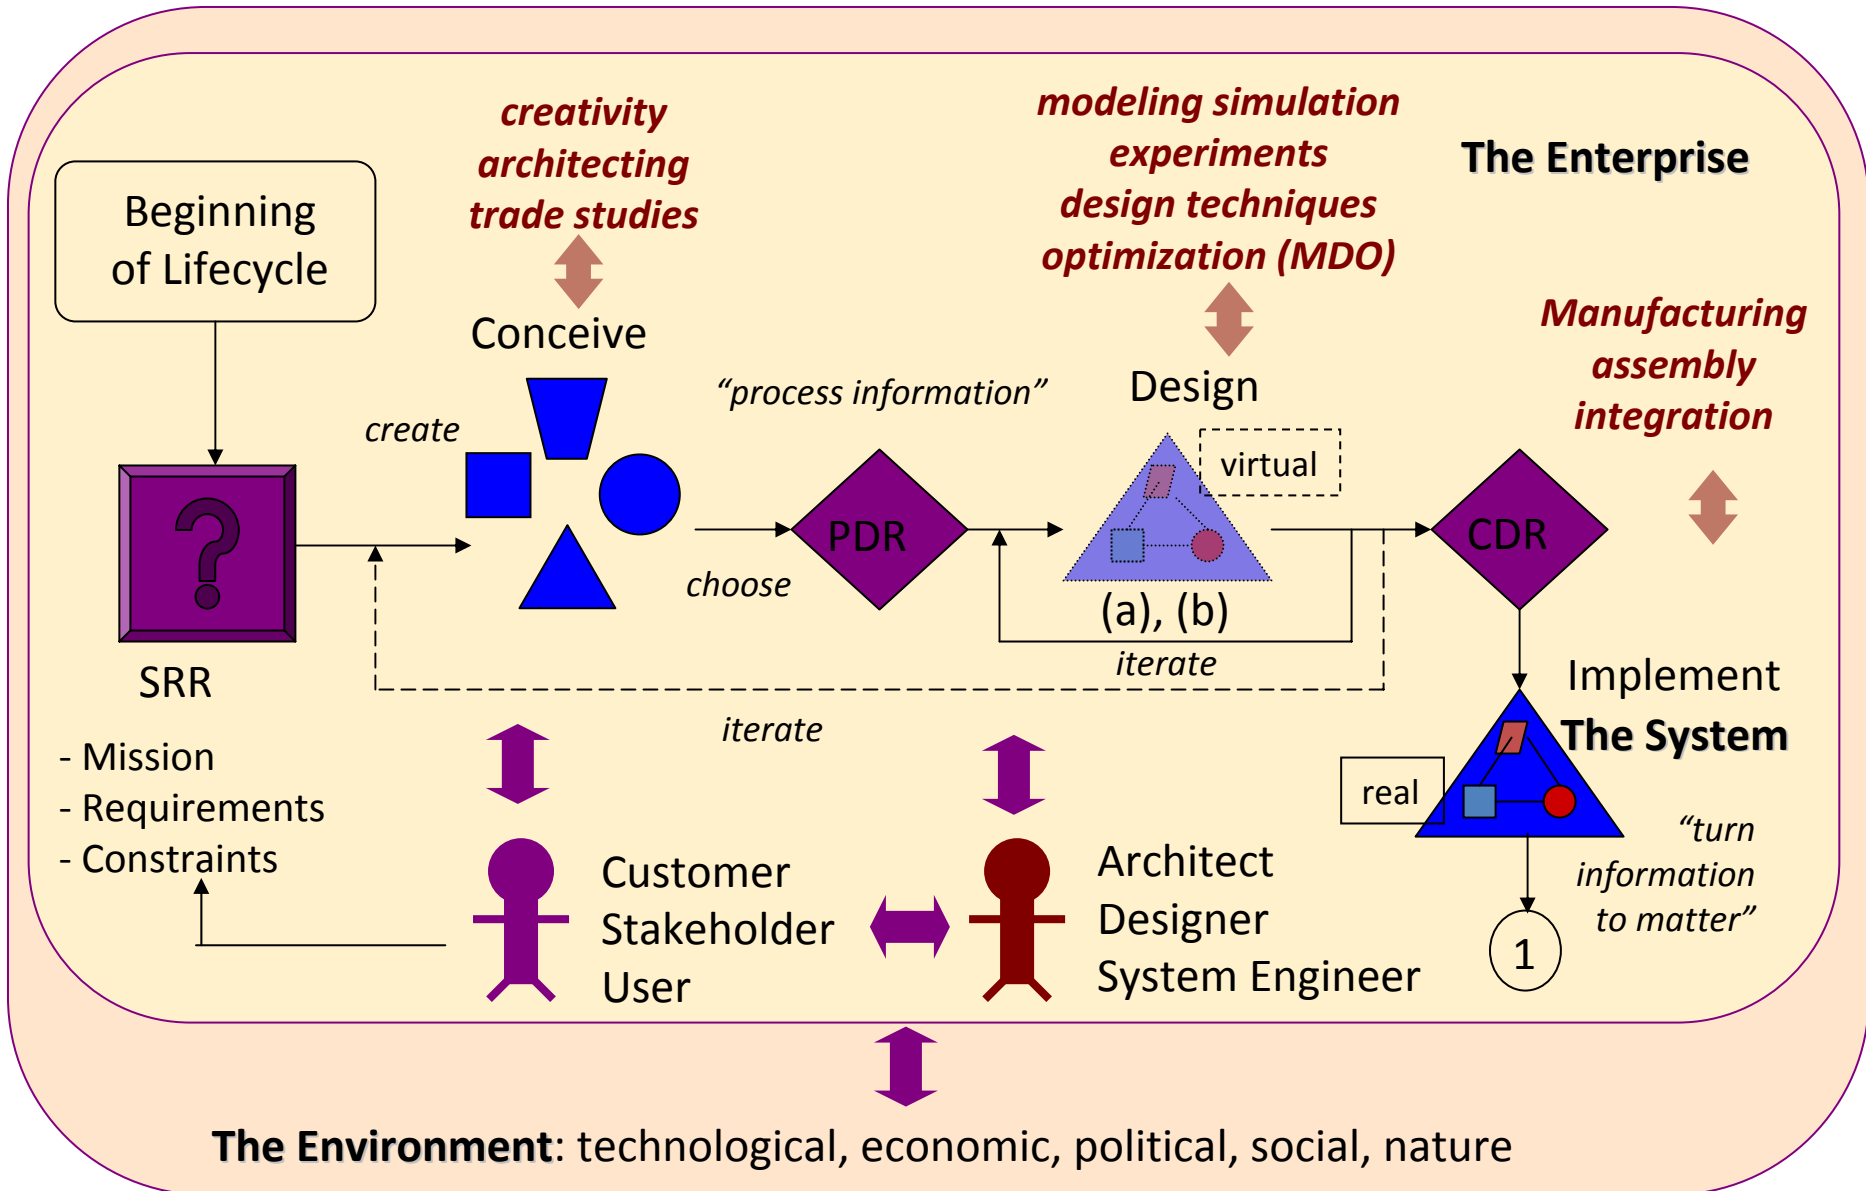 creativity
architecting
trade studies
modeling simulation
experiments
design techniques
optimization (MDO)
The Enterprise
Beginning
of Lifecycle
Conceive
Manufacturing
assembly
integration
“process information”
Design
create
virtual
?
PDR
CDR
choose
(a), (b)
iterate
SRR
iterate
Implement
The System
- Mission
- Requirements
- Constraints
real
“turn
information
to matter”
Customer
Stakeholder
User
Architect
Designer
System Engineer
1
The Environment: technological, economic, political, social, nature